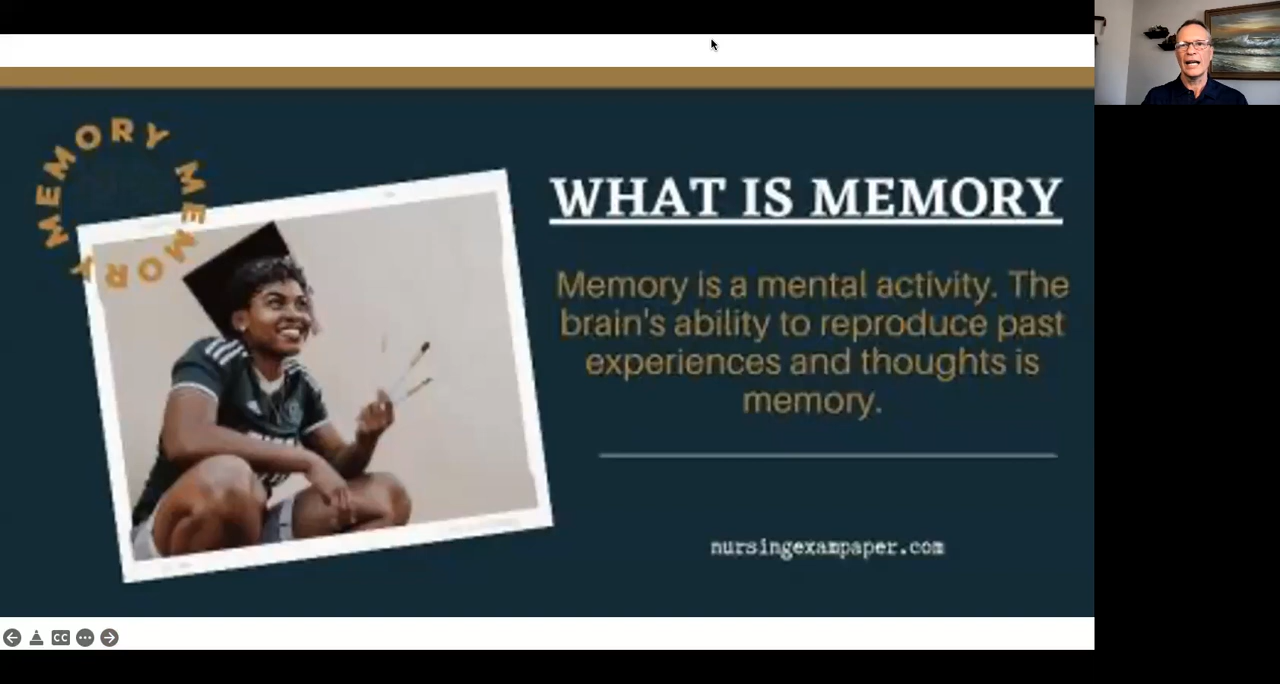 MEMORY MEMORY
WHAT IS MEMORY
Memory is a mental activity. The
brain's ability to reproduce past
experiences and thoughts is
memory.
nursingexampaper.com
CC